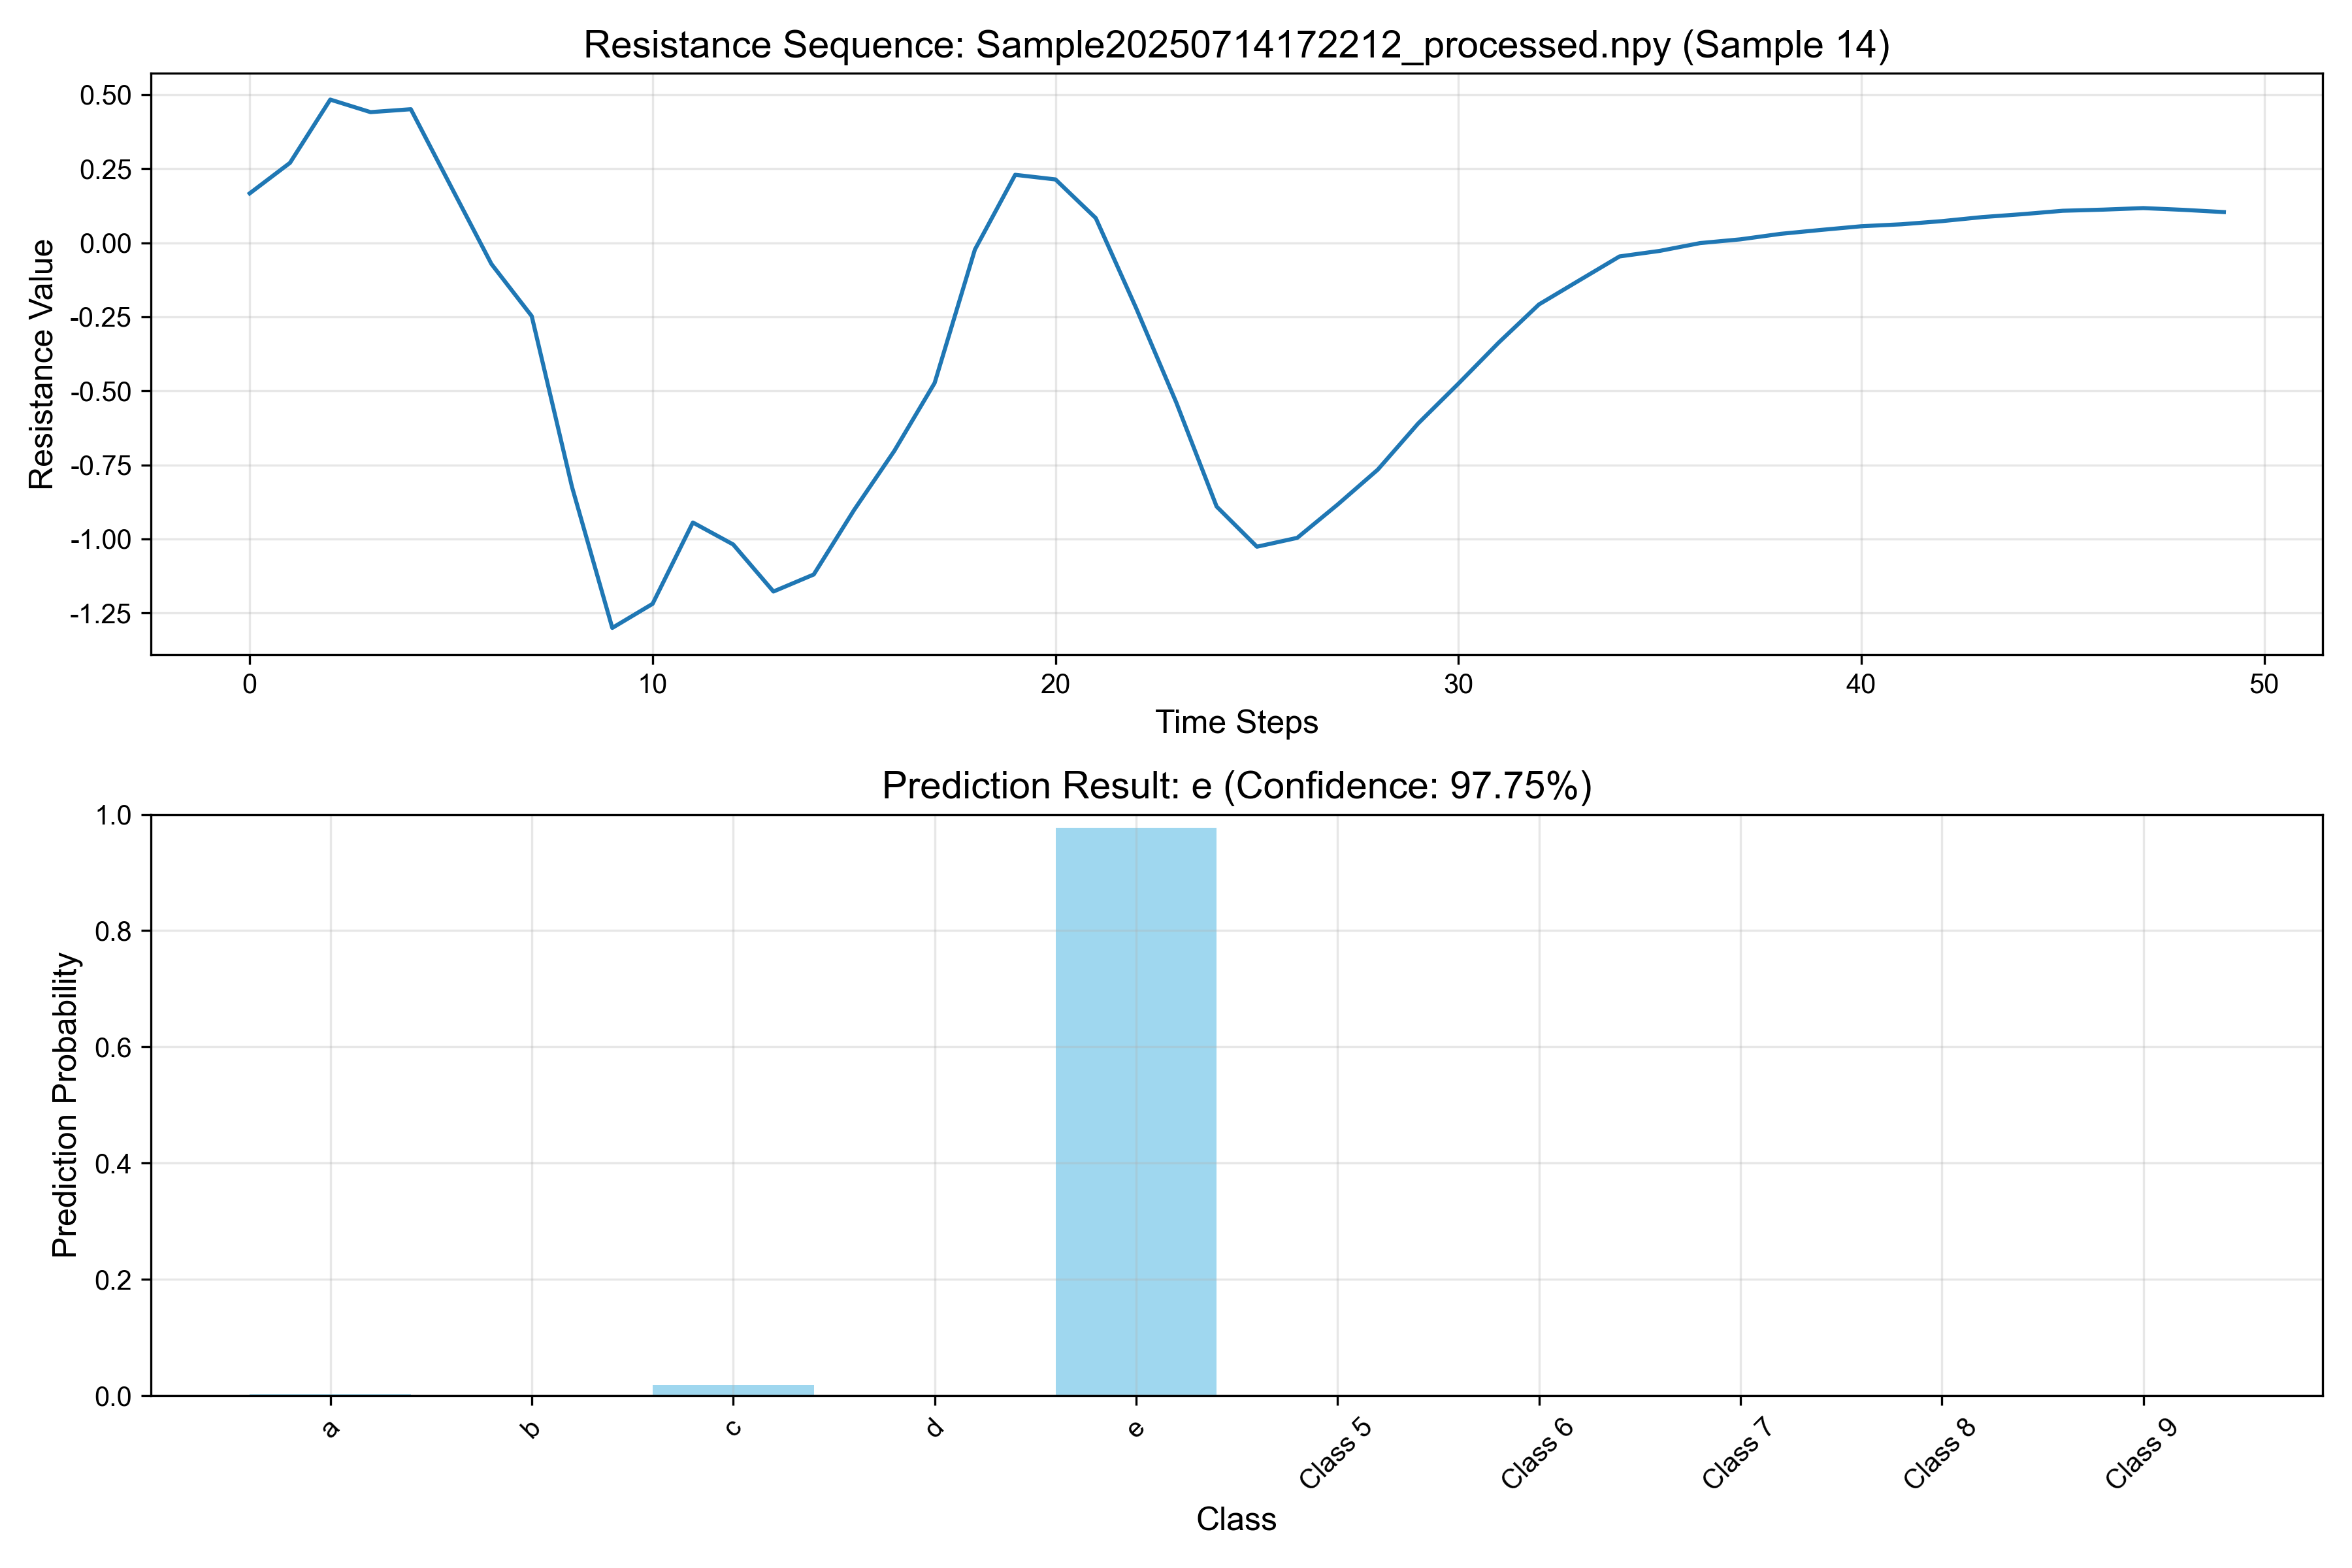 Resistance Sequence: Sample20250714172212_processed.npy (Sample 14)
Resistance Value
0.50
0.25
0.00
-0.25
-0.50
-0.75
-1.00
-1.25
0 10 20 30 40 50
Time Steps
Prediction Result: e (Confidence: 97.75%)
Prediction Probability
1.0
0.8
0.6
0.4
0.2
0.0
a b c d e Class 5 Class 6 Class 7 Class 8 Class 9
Class